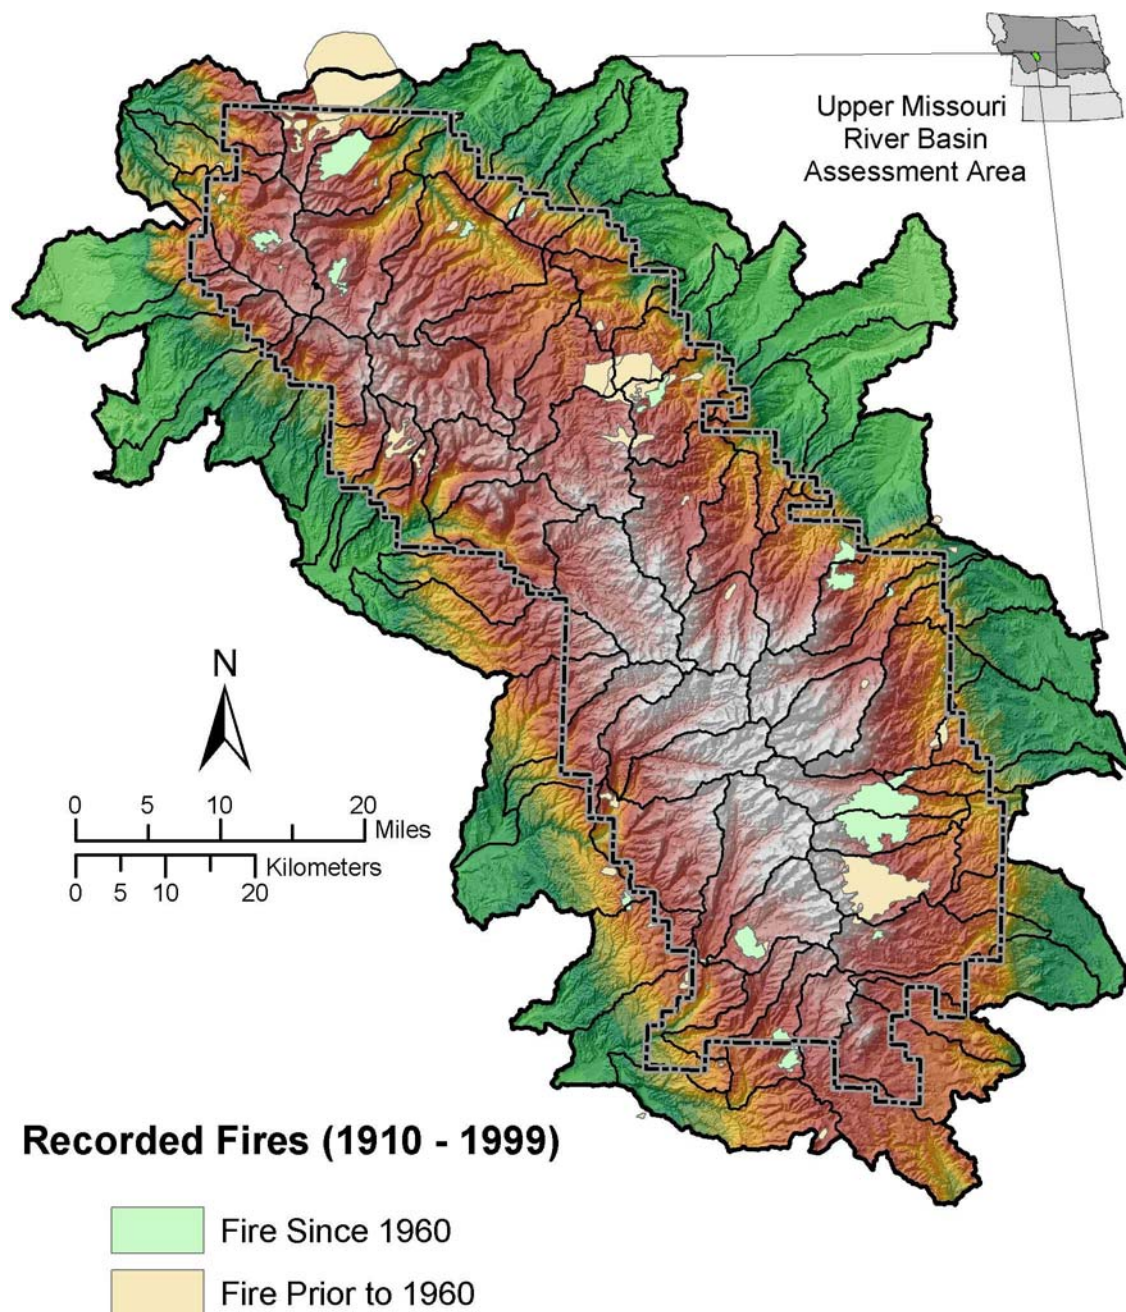 Upper Missouri
River Basin
Assessment Area
N
0 5 10 20
Miles
Kilometers
0 5 10 20
Recorded Fires (1910 - 1999)
Fire Since 1960
Fire Prior to 1960